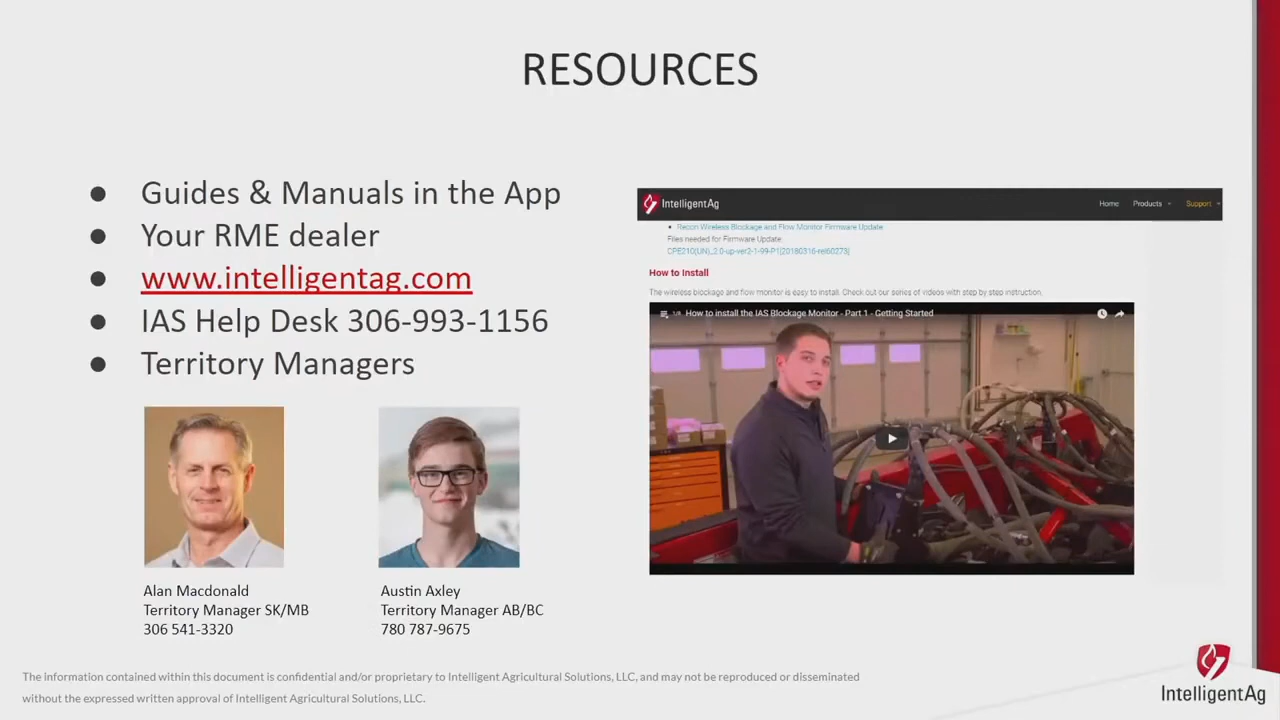 RESOURCES
● Guides & Manuals in the App
● Your RME dealer
● www.intelligentag.com
● IAS Help Desk 306-993-1156
● Territory Managers
Alan Macdonald
Territory Manager SK/MB
306 541-3320
Austin Axley
Territory Manager AB/BC
780 787-9675
IntelligentAg
Home Products Support
• Recon Wireless Blockage and Flow Monitor Firmware Update
Files needed for Firmware Update:
How to Install
The wireless blockage and flow monitor is easy to install. Check out our series of videos with step by step instruction.
1/8 How to install the IAS Blockage Monitor - Part 1 - Getting Started
The information contained within this document is confidential and/or proprietary to Intelligent Agricultural Solutions, LLC, and may not be reproduced or disseminated
without the expressed written approval of Intelligent Agricultural Solutions, LLC.
IntelligentAg